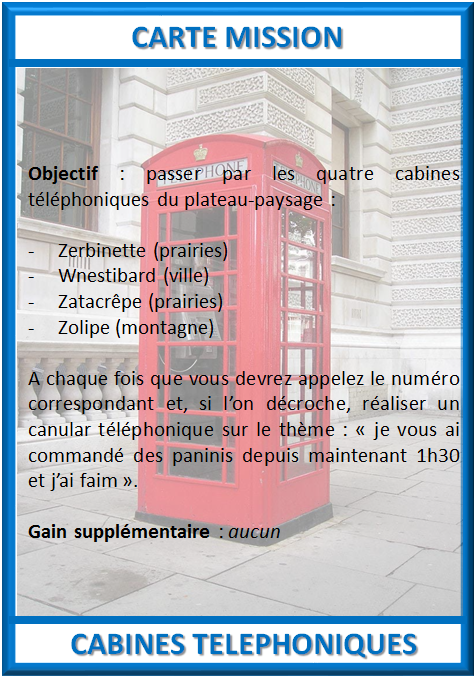 CARTE MISSION
TELEPHONE
Objectif : passer par les quatre cabines
téléphoniques du plateau-paysage :
- Zerbinette (prairies)
- Wnestibard (ville)
- Zatacrêpe (prairies)
- Zolipe (montagne)
A chaque fois que vous devrez appelez le numéro
correspondant et, si l’on décroche, réaliser un
canular téléphonique sur le thème : « je vous ai
commandé des paninis depuis maintenant 1h30
et j’ai faim ».
Gain supplémentaire : aucun
CABINES TELEPHONIQUES